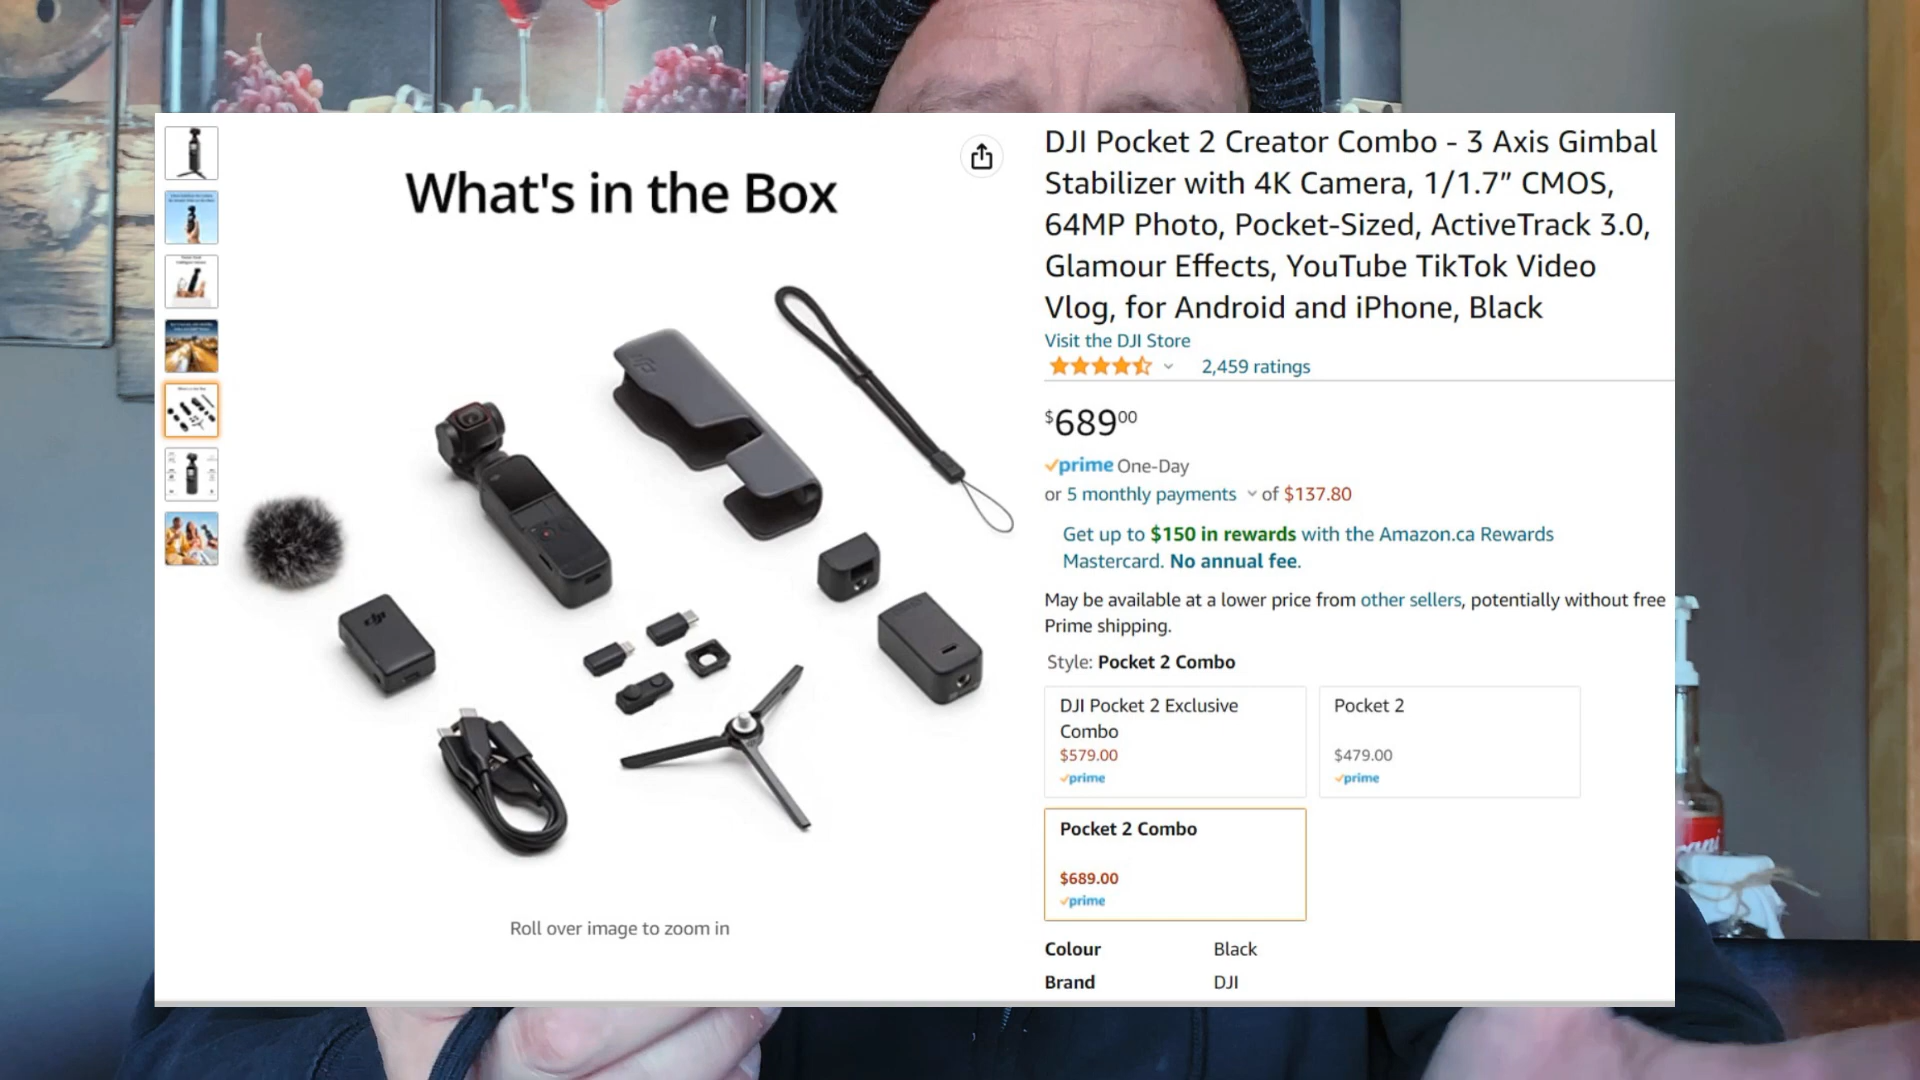 What's in the Box
DJI Pocket 2 Creator Combo - 3 Axis Gimbal
Stabilizer with 4K Camera, 1/1.7” CMOS,
64MP Photo, Pocket-Sized, ActiveTrack 3.0,
Glamour Effects, YouTube TikTok Video
Vlog, for Android and iPhone, Black
Visit the DJI Store
2,459 ratings
$68900
prime One-Day
or 5 monthly payments of $137.80
Get up to $150 in rewards with the Amazon.ca Rewards
Mastercard. No annual fee.
May be available at a lower price from other sellers, potentially without free
Prime shipping.
Style: Pocket 2 Combo
DJI Pocket 2 Exclusive
Combo
$579.00
prime
Pocket 2
$479.00
prime
Pocket 2 Combo
$689.00
prime
Roll over image to zoom in
Colour Black
Brand DJI